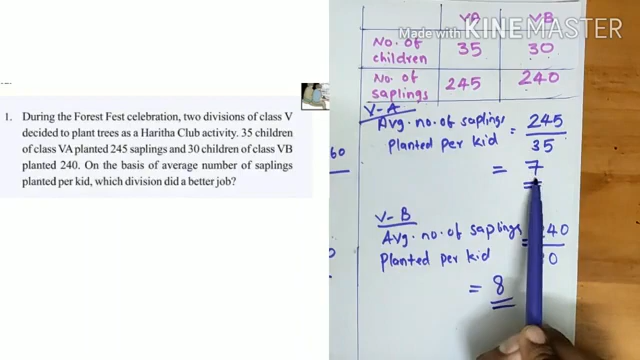 1. During the Forest Fest celebration, two divisions of class V
decided to plant trees as a Haritha Club activity. 35 children
of class VA planted 245 saplings and 30 children of class VB
planted 240. On the basis of average number of saplings
planted per kid, which division did a better job?
Made with KINEMASTER
VA VB
No. of children 35 30
No. of saplings 245 240
V-A
Avg. no. of saplings planted per kid = 245/35
= 7
60
V-B
Avg. no. of saplings planted per kid = 240/
= 8